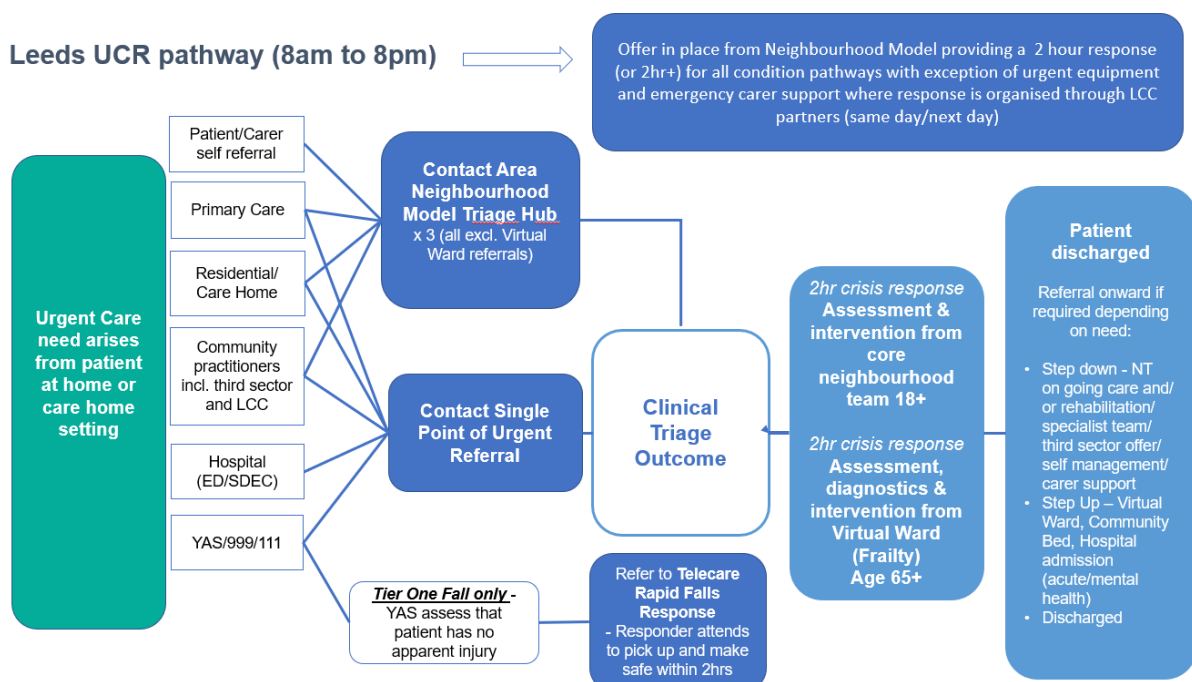 Leeds UCR pathway (8am to 8pm)
Offer in place from Neighbourhood Model providing a 2 hour response
(or 2hr+) for all condition pathways with exception of urgent equipment
and emergency carer support where response is organised through LCC
partners (same day/next day)
Urgent Care
need arises
from patient
at home or
care home
setting
Patient/Carer
self referral
Primary Care
Residential/
Care Home
Community
practitioners
incl. third sector
and LCC
Hospital
(ED/SDEC)
YAS/999/111
Contact Area
Neighbourhood
Model Triage Hub
x 3 (all excl. Virtual
Ward referrals)
Contact Single
Point of Urgent
Referral
Tier One Fall only -
YAS assess that
patient has no
apparent injury
Refer to Telecare
Rapid Falls
Response
- Responder attends
to pick up and make
safe within 2hrs
Clinical
Triage
Outcome
2hr crisis response
Assessment &
intervention from
core
neighbourhood
team 18+
2hr crisis response
Assessment,
diagnostics &
intervention from
Virtual Ward
(Frailty)
Age 65+
Patient
discharged
Referral onward if
required depending
on need:
• Step down - NT
on going care and/
or rehabilitation/
specialist team/
third sector offer/
self management/
carer support
• Step Up – Virtual
Ward, Community
Bed, Hospital
admission
(acute/mental
health)
• Discharged